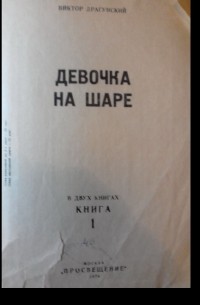 ВИКТОР ДРАГУНСКИЙ
ДЕВОЧКА
НА ШАРЕ
В ДВУХ КНИГАХ
КНИГА
1
МОСКВА
„ПРОСВЕЩЕНИЕ"